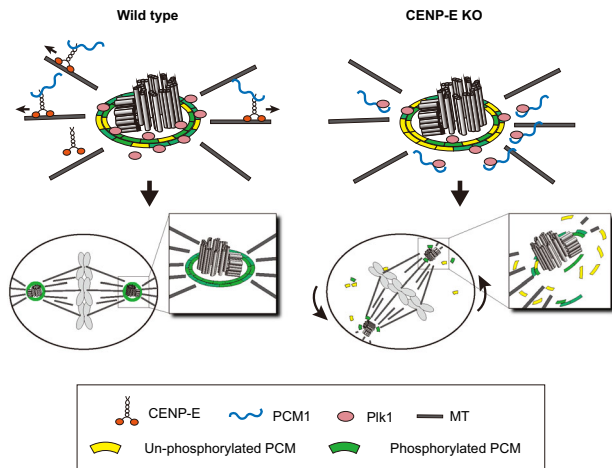 Wild type
CENP-E KO
CENP-E
PCM1
Plk1
MT
Un-phosphorylated PCM
Phosphorylated PCM